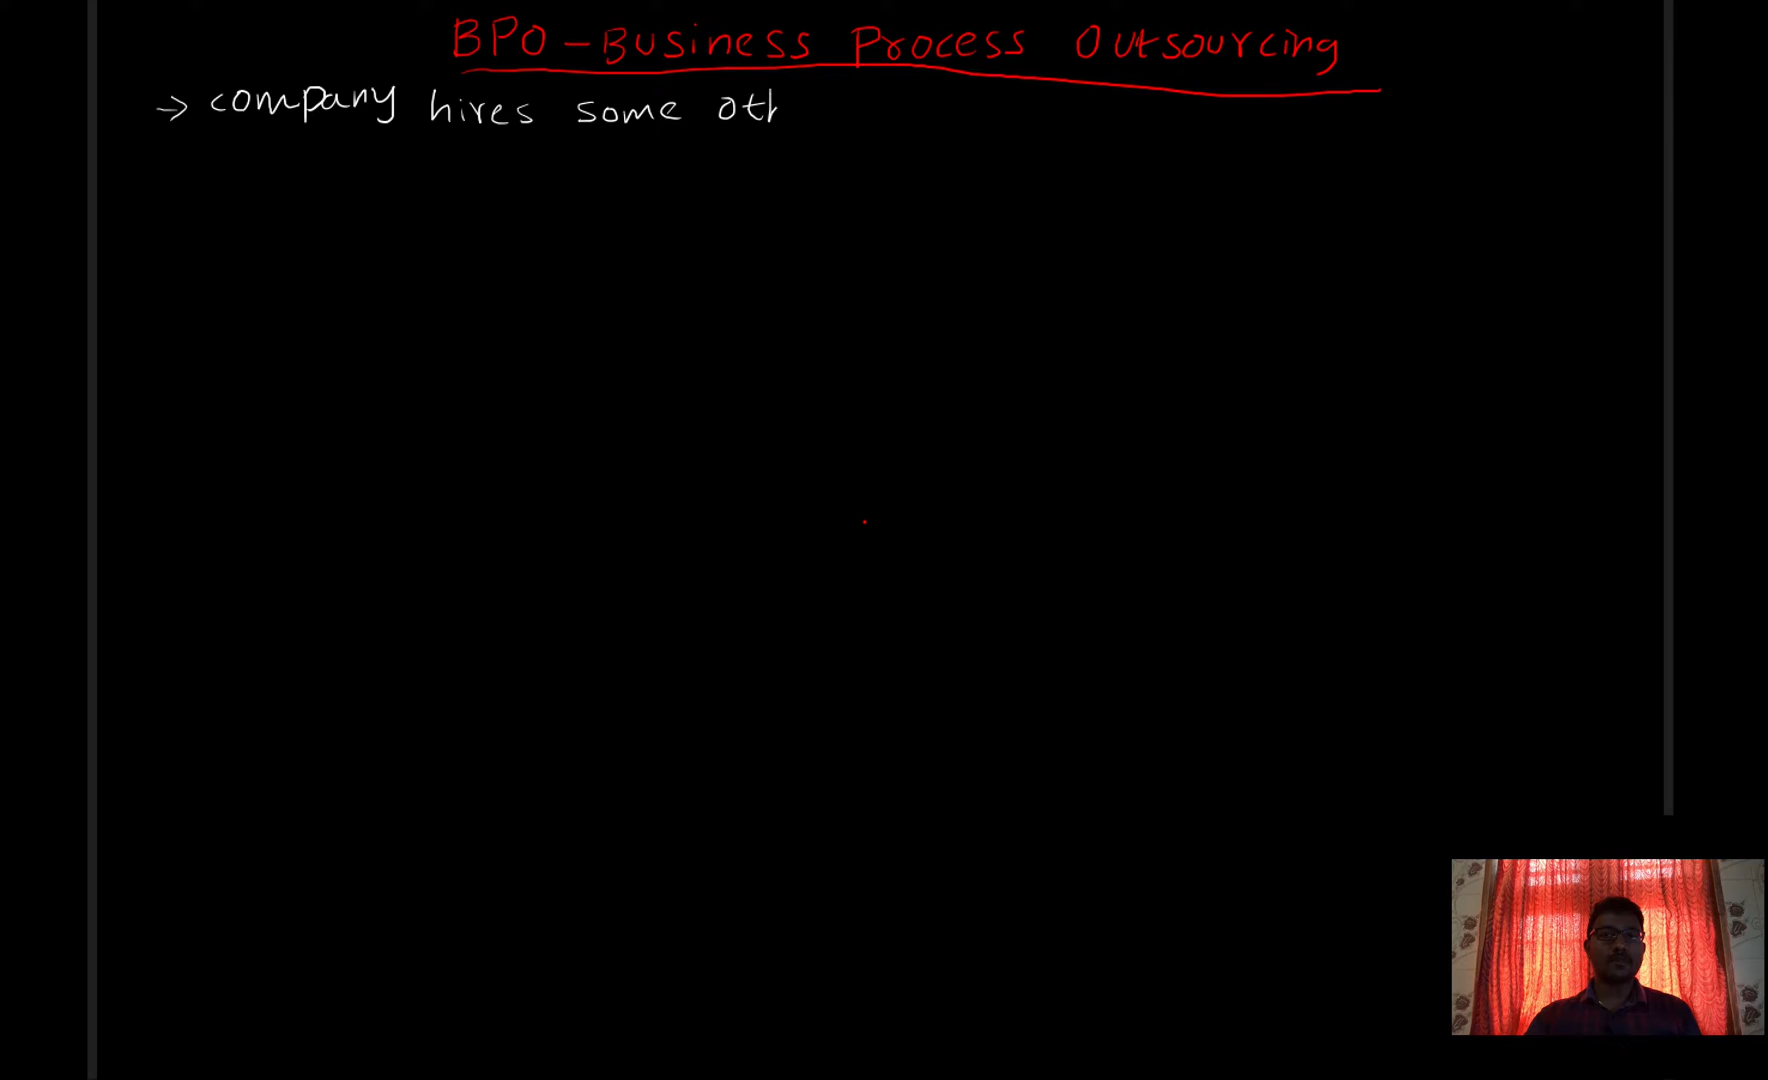 BPO - Business Process Outsourcing
→ company hires some oth